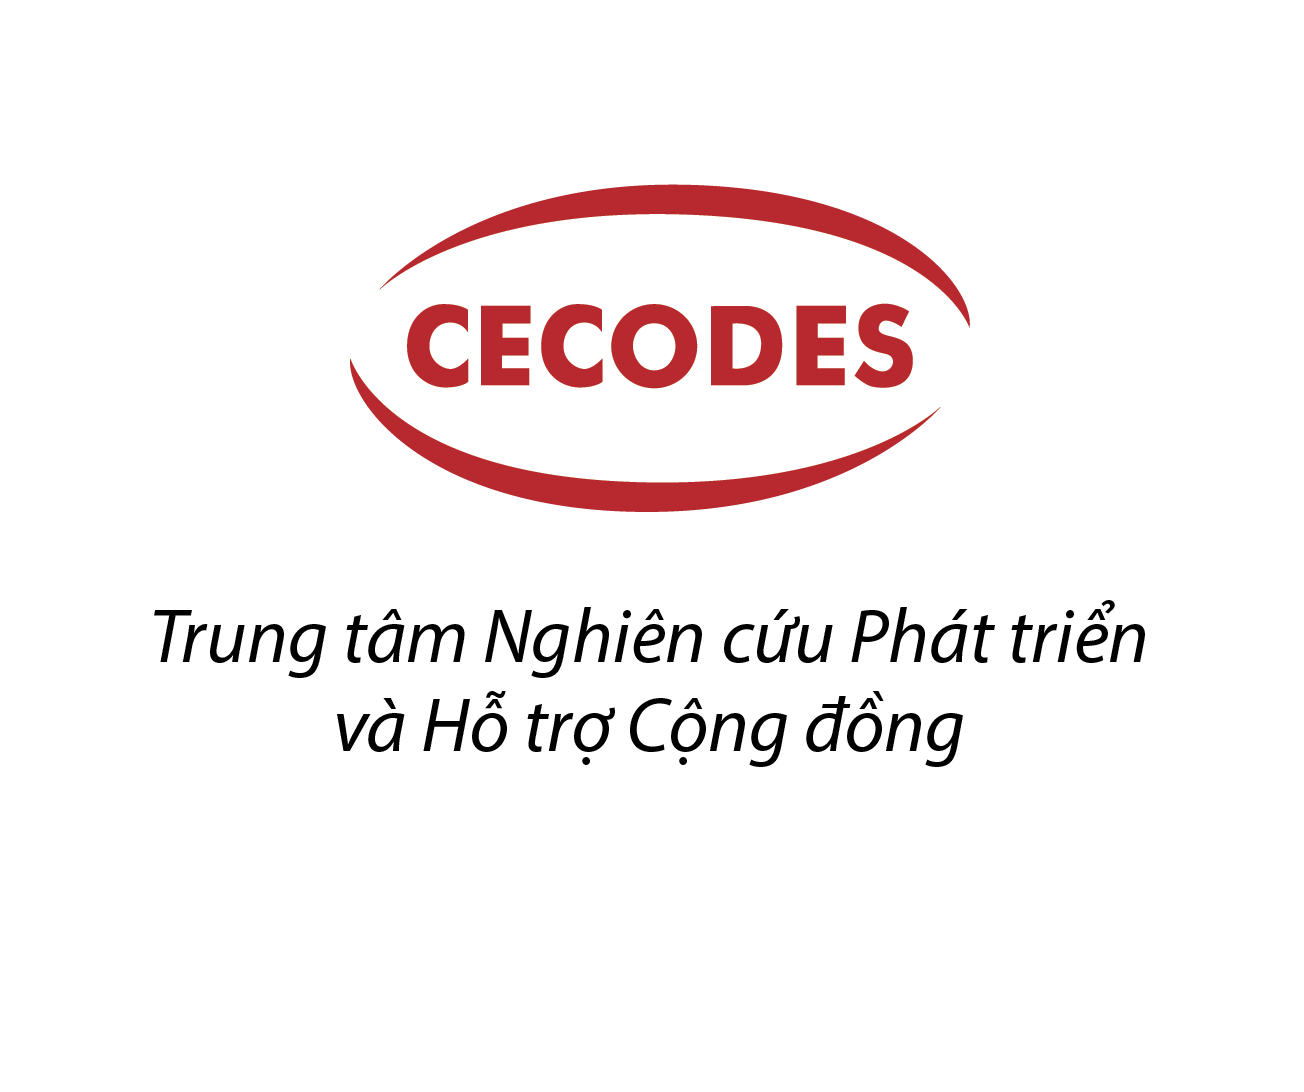 CECODES
Trung tâm Nghiên cứu Phát triển
và Hỗ trợ Cộng đồng